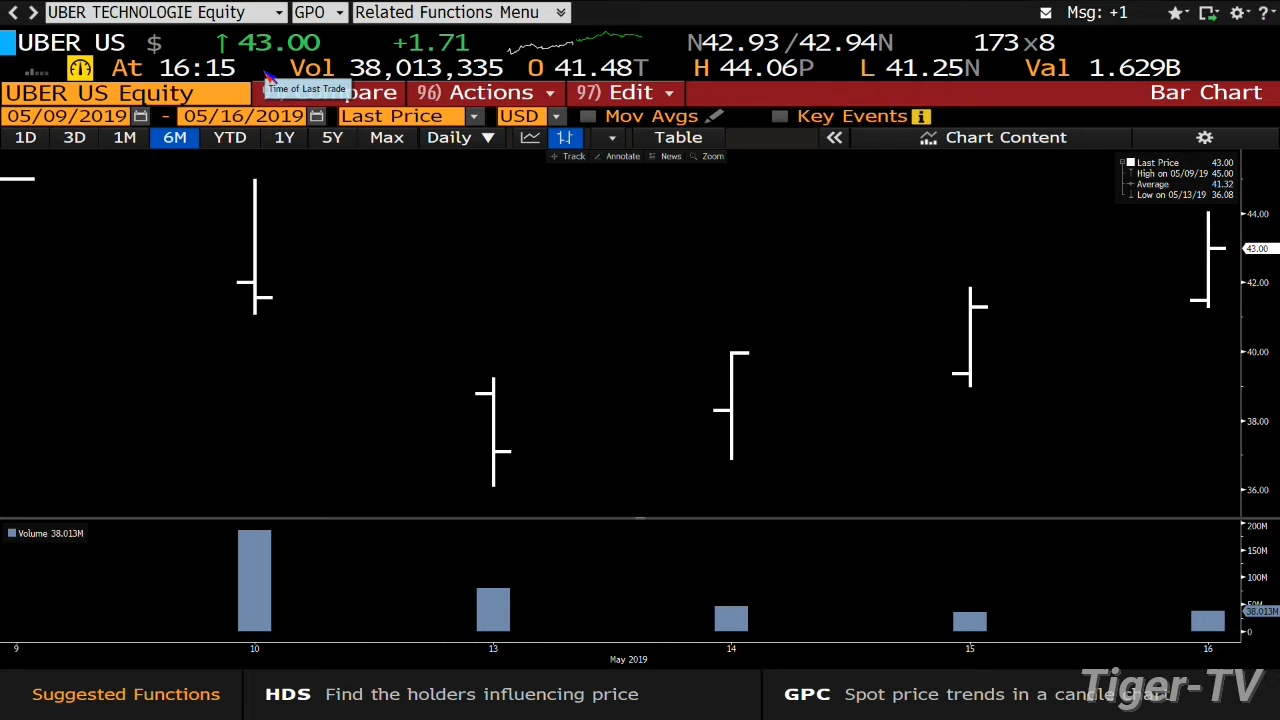 UBER TECHNOLOGIE Equity GPO Related Functions Menu Msg: +1 ?
UBER US $ ↑ 43.00 +1.71 N42.93 /42.94N 173x8
At 16:15 Vol 38,013,335 O 41.48T H 44.06P L 41.25N Val 1.629B
Time of Last Trade
UBER US Equity mpare 96) Actions 97) Edit Bar Chart
05/09/2019 - 05/16/2019 Last Price USD Mov Avgs Key Events
1D 3D 1M 6M YTD 1Y 5Y Max Daily ▼ Table « Chart Content
Track Annotate News Zoom
Last Price 43.00
High on 05/09/19 45.00
Average 41.32
Low on 05/13/19 36.08
44.00
43.00
42.00
40.00
38.00
36.00
Volume 38.013M
200M
150M
100M
50M
38.013M
0
9 10 13 14 15 16
May 2019
Suggested Functions HDS Find the holders influencing price GPC Spot price trends in a candle chart
Tiger-TV